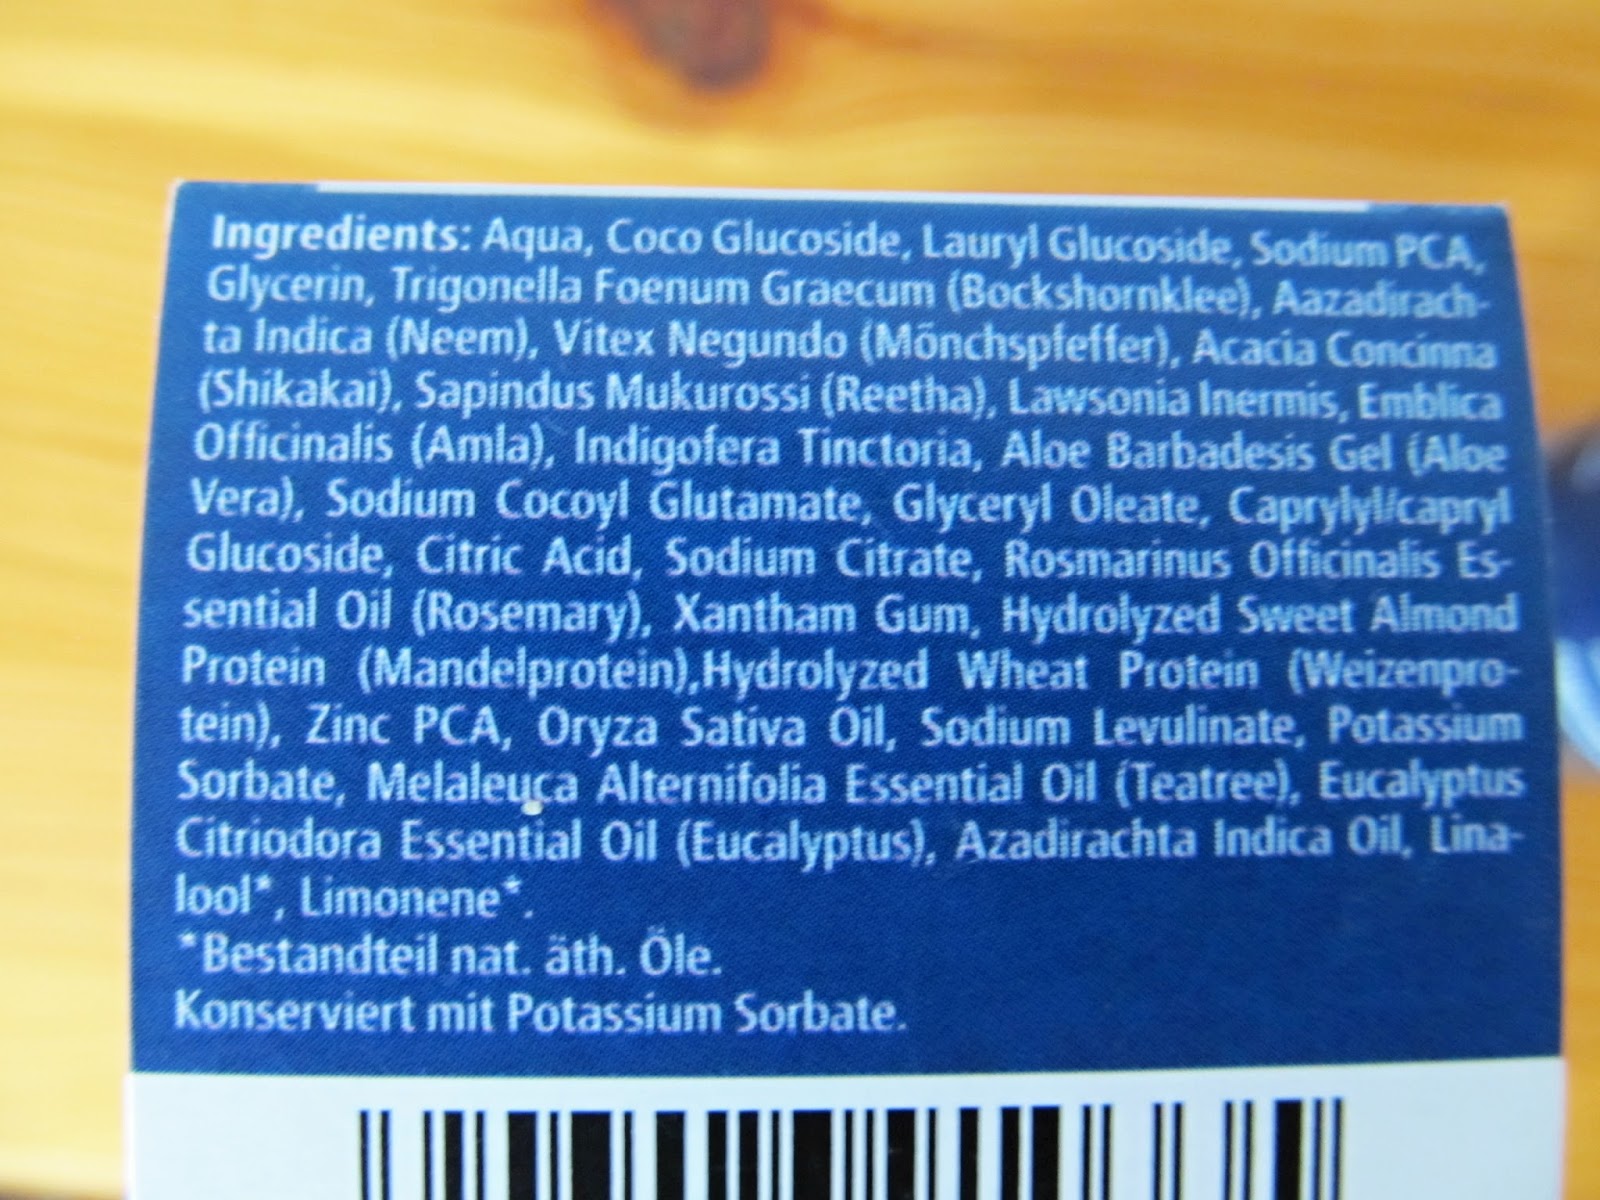 Ingredients: Aqua, Coco Glucoside, Lauryl Glucoside, Sodium PCA,
Glycerin, Trigonella Foenum Graecum (Bockshornklee), Aazadirach-
ta Indica (Neem), Vitex Negundo (Mönchspfeffer), Acacia Concinna
(Shikakai), Sapindus Mukurossi (Reetha), Lawsonia Inermis, Emblica
Officinalis (Amla), Indigofera Tinctoria, Aloe Barbadesis Gel (Aloe
Vera), Sodium Cocoyl Glutamate, Glyceryl Oleate, Caprylyl/capryl
Glucoside, Citric Acid, Sodium Citrate, Rosmarinus Officinalis Es-
sential Oil (Rosemary), Xantham Gum, Hydrolyzed Sweet Almond
Protein (Mandelprotein),Hydrolyzed Wheat Protein (Weizenpro-
tein), Zinc PCA, Oryza Sativa Oil, Sodium Levulinate, Potassium
Sorbate, Melaleuca Alternifolia Essential Oil (Teatree), Eucalyptus
Citriodora Essential Oil (Eucalyptus), Azadirachta Indica Oil, Lina-
lool*, Limonene*.
*Bestandteil nat. äth. Öle.
Konserviert mit Potassium Sorbate.